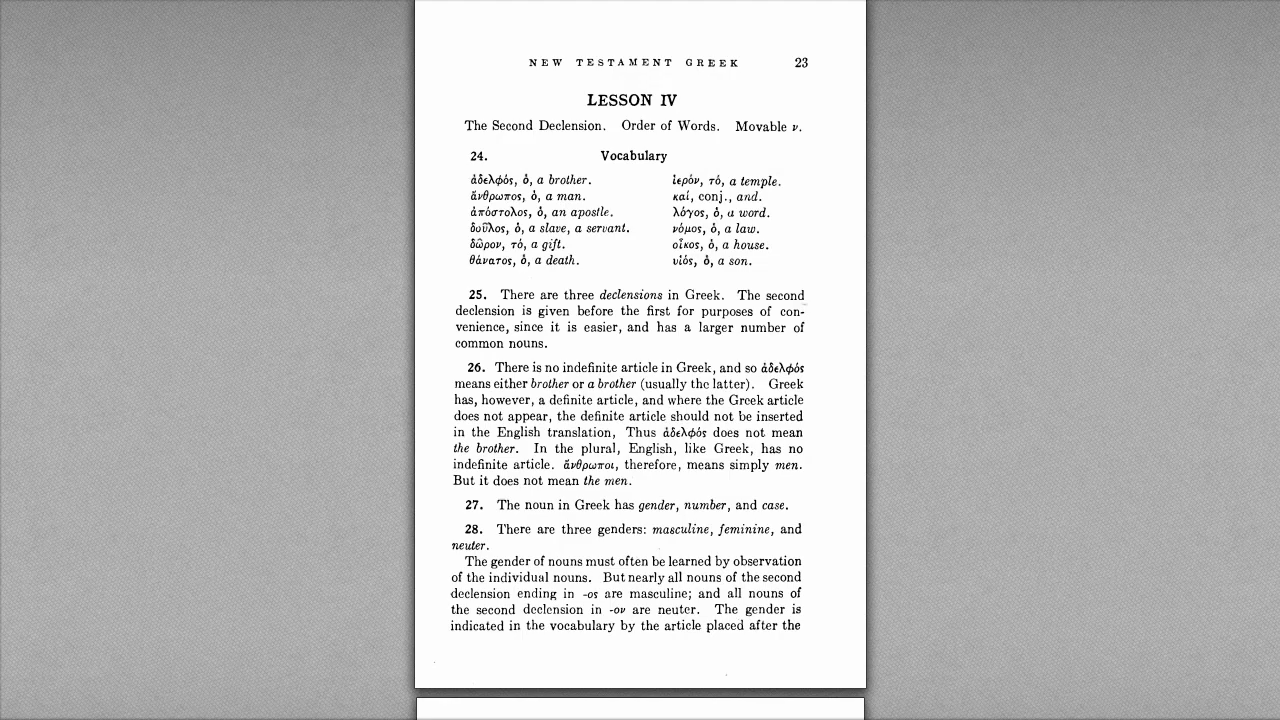 NEW TESTAMENT GREEK 23
LESSON IV
The Second Declension. Order of Words. Movable ν.
24. Vocabulary
ἀδελφός, ὁ, a brother.
ἄνθρωπος, ὁ, a man.
ἀπόστολος, ὁ, an apostle.
δοῦλος, ὁ, a slave, a servant.
δῶρον, τό, a gift.
θάνατος, ὁ, a death.
ἱερόν, τό, a temple.
καί, conj., and.
λόγος, ὁ, a word.
νόμος, ὁ, a law.
οἶκος, ὁ, a house.
υἱός, ὁ, a son.
25. There are three declensions in Greek. The second
declension is given before the first for purposes of con-
venience, since it is easier, and has a larger number of
common nouns.
26. There is no indefinite article in Greek, and so ἀδελφός
means either brother or a brother (usually the latter). Greek
has, however, a definite article, and where the Greek article
does not appear, the definite article should not be inserted
in the English translation, Thus ἀδελφός does not mean
the brother. In the plural, English, like Greek, has no
indefinite article. ἄνθρωποι, therefore, means simply men.
But it does not mean the men.
27. The noun in Greek has gender, number, and case.
28. There are three genders: masculine, feminine, and
neuter.
The gender of nouns must often be learned by observation
of the individual nouns. But nearly all nouns of the second
declension ending in -ος are masculine; and all nouns of
the second declension in -ον are neuter. The gender is
indicated in the vocabulary by the article placed after the